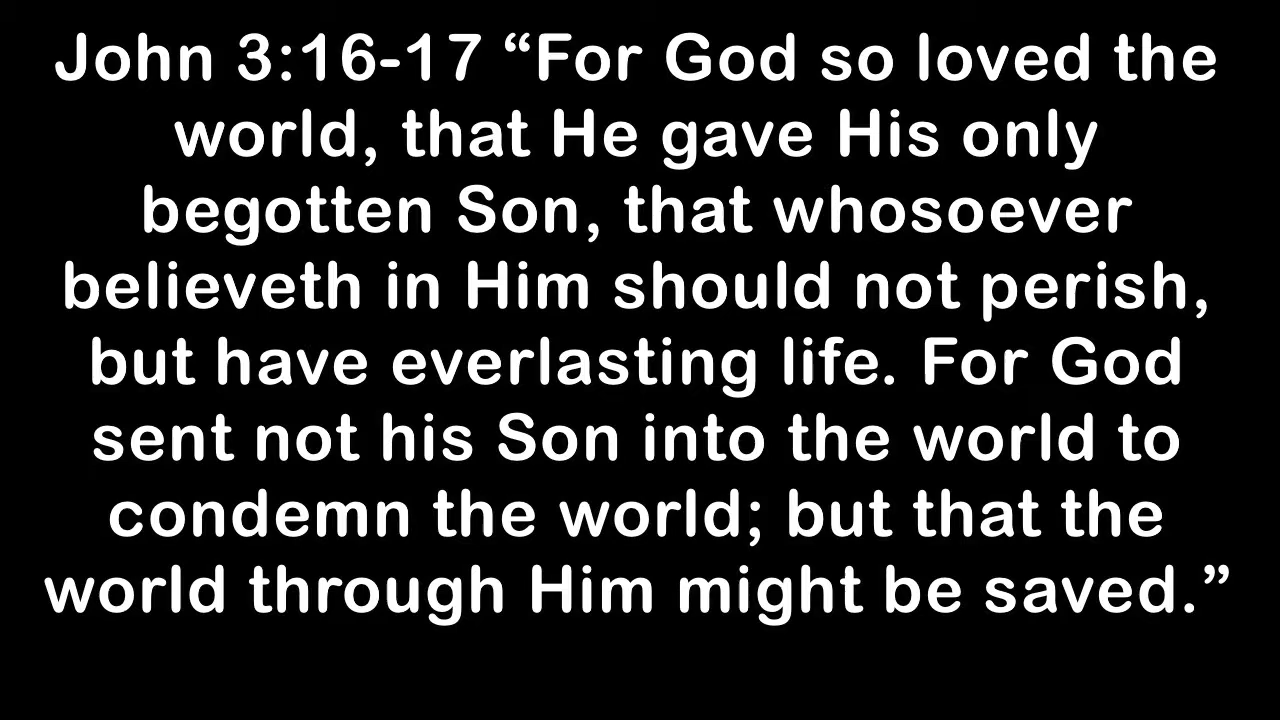 John 3:16-17 “For God so loved the
world, that He gave His only
begotten Son, that whosoever
believeth in Him should not perish,
but have everlasting life. For God
sent not his Son into the world to
condemn the world; but that the
world through Him might be saved.”